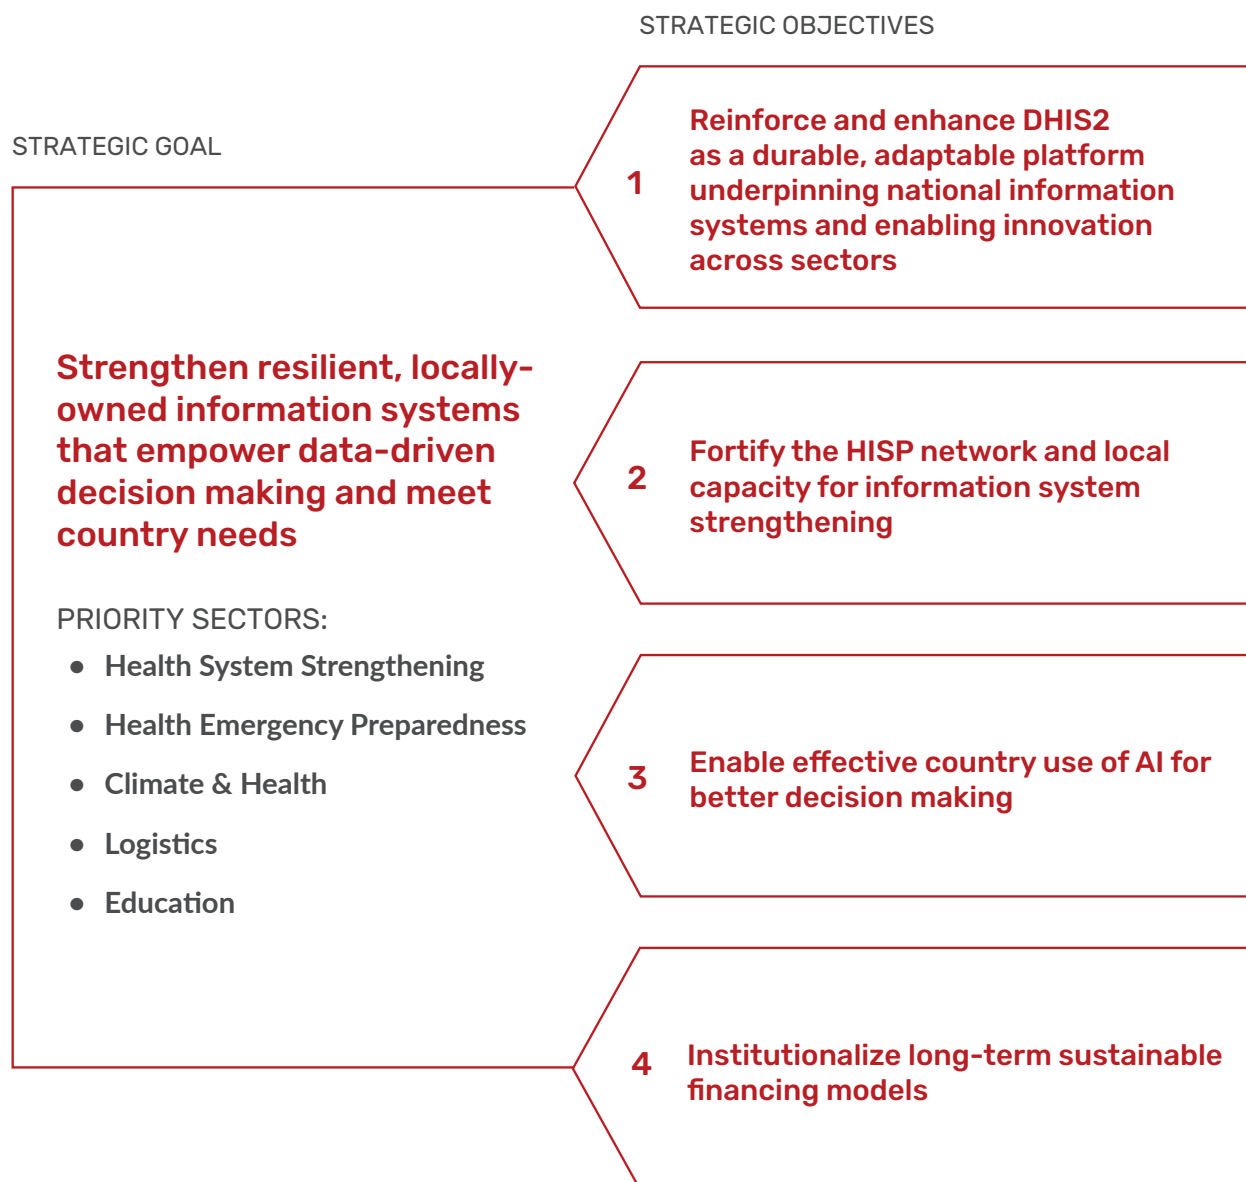 STRATEGIC GOAL
Strengthen resilient, locally-
owned information systems
that empower data-driven
decision making and meet
country needs
PRIORITY SECTORS:
● Health System Strengthening
● Health Emergency Preparedness
● Climate & Health
● Logistics
● Education
STRATEGIC OBJECTIVES
1
Reinforce and enhance DHIS2
as a durable, adaptable platform
underpinning national information
systems and enabling innovation
across sectors
2
Fortify the HISP network and local
capacity for information system
strengthening
3
Enable effective country use of AI for
better decision making
4
Institutionalize long-term sustainable
financing models